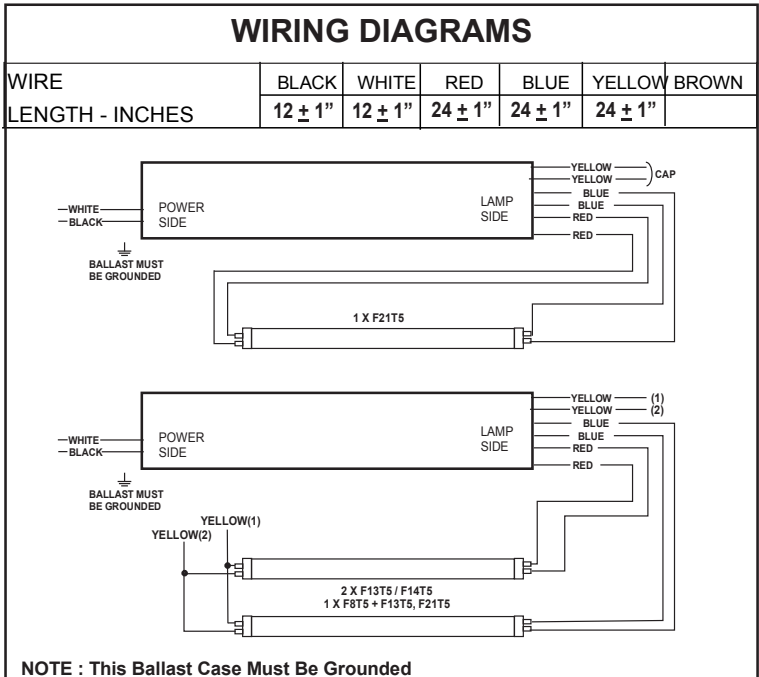 WIRING DIAGRAMS
WIRE BLACK WHITE RED BLUE YELLOW BROWN
LENGTH - INCHES 12 ± 1” 12 ± 1” 24 ± 1” 24 ± 1” 24 ± 1”
YELLOW
YELLOW
CAP
BLUE
BLUE
RED
RED
LAMP
SIDE
POWER
SIDE
WHITE
BLACK
BALLAST MUST
BE GROUNDED
1 X F21T5
YELLOW (1)
YELLOW (2)
BLUE
BLUE
RED
RED
LAMP
SIDE
POWER
SIDE
WHITE
BLACK
BALLAST MUST
BE GROUNDED
YELLOW(1)
YELLOW(2)
2 X F13T5 / F14T5
1 X F8T5 + F13T5, F21T5
NOTE : This Ballast Case Must Be Grounded